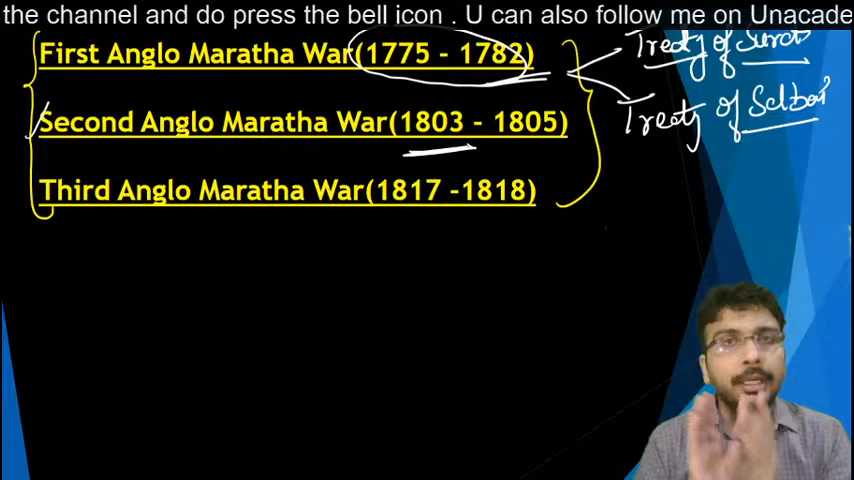 the channel and do press the bell icon . U can also follow me on Unacade
First Anglo Maratha War(1775 - 1782)
Treaty of Surat
Second Anglo Maratha War(1803 - 1805)
Treaty of Salbai
Third Anglo Maratha War(1817 -1818)